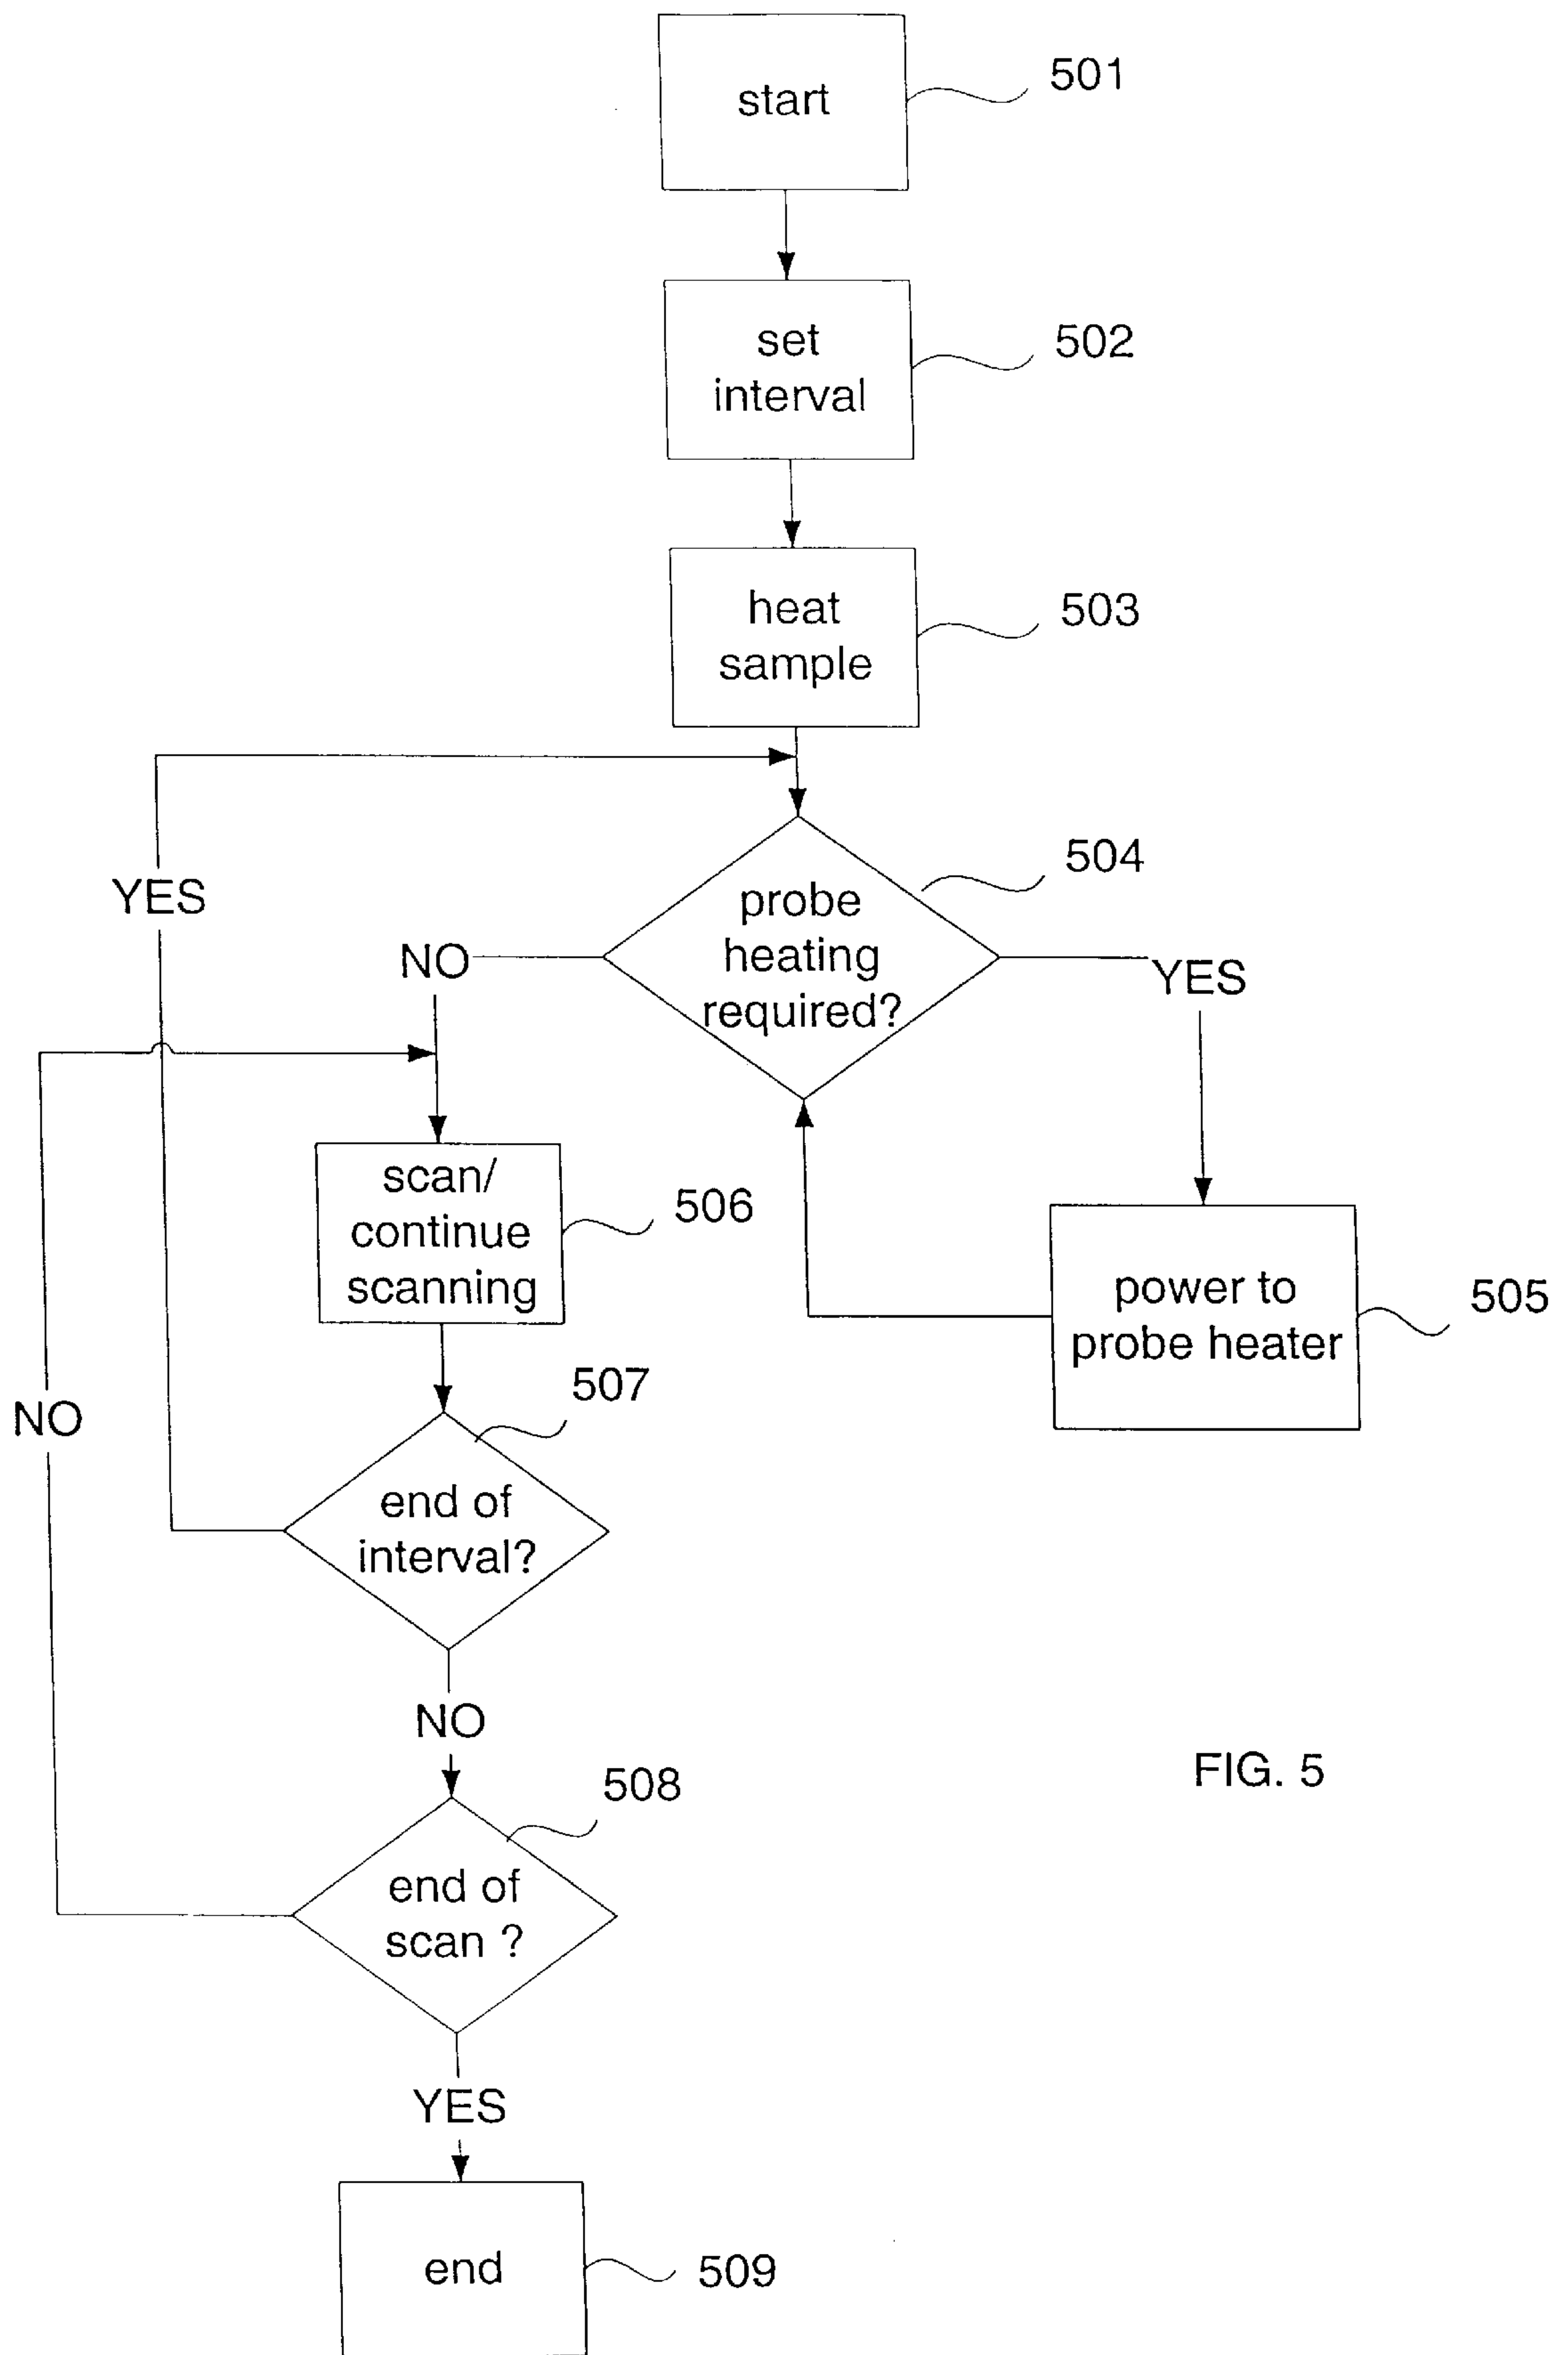 start
501
set
interval
502
heat
sample
503
YES
504
probe
heating
required?
NO
YES
scan/
continue
scanning
506
power to
probe heater
505
507
NO
end of
interval?
NO
FIG. 5
508
end of
scan ?
YES
end
509